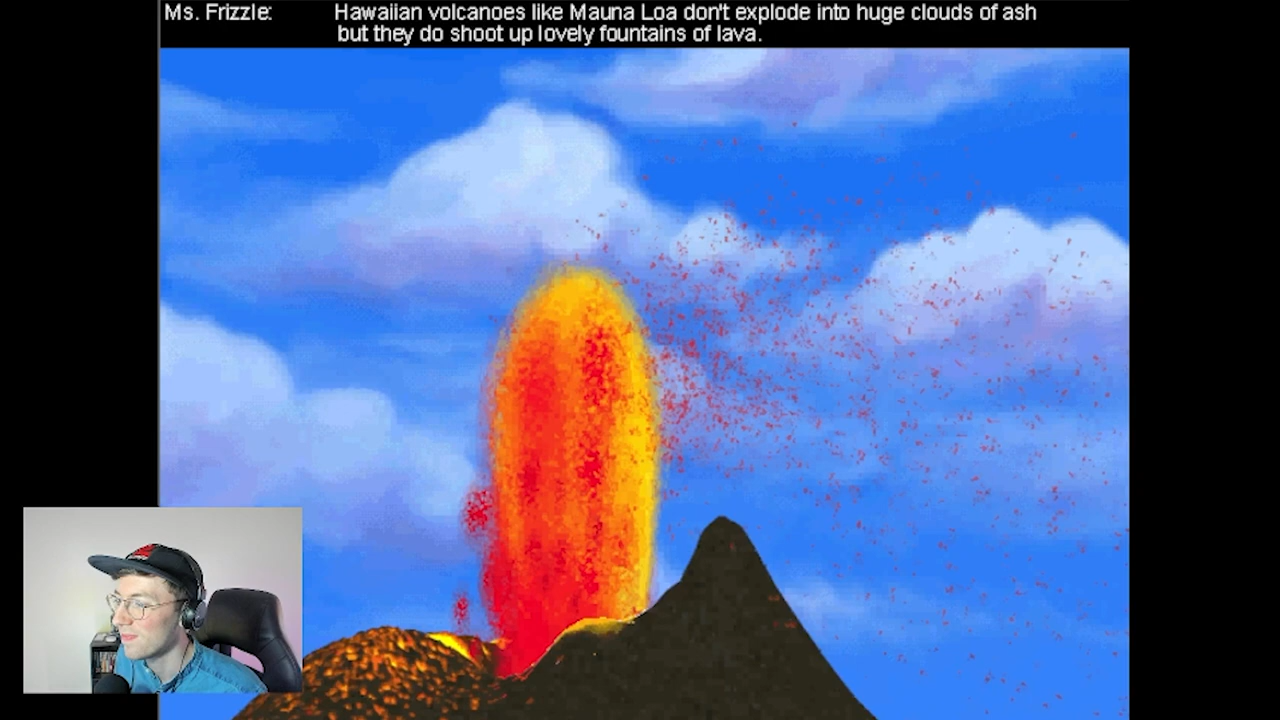 Ms. Frizzle: Hawaiian volcanoes like Mauna Loa don't explode into huge clouds of ash
but they do shoot up lovely fountains of lava.